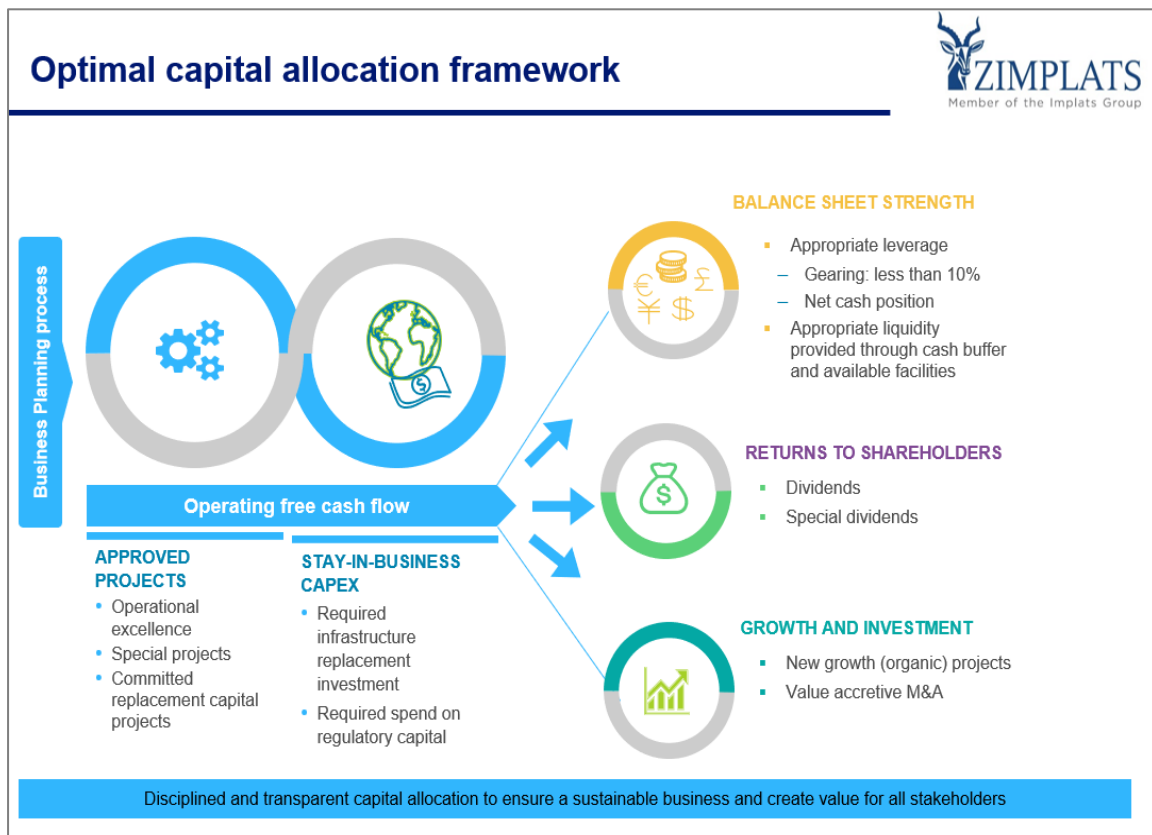 Optimal capital allocation framework
ZIMPLATS
Member of the Implats Group
Business Planning process
Operating free cash flow
APPROVED
PROJECTS
• Operational
excellence
• Special projects
• Committed
replacement capital
projects
STAY-IN-BUSINESS
CAPEX
• Required
infrastructure
replacement
investment
• Required spend on
regulatory capital
€ £
¥ $
BALANCE SHEET STRENGTH
▪ Appropriate leverage
– Gearing: less than 10%
– Net cash position
▪ Appropriate liquidity
provided through cash buffer
and available facilities
$
RETURNS TO SHAREHOLDERS
▪ Dividends
▪ Special dividends
GROWTH AND INVESTMENT
▪ New growth (organic) projects
▪ Value accretive M&A
Disciplined and transparent capital allocation to ensure a sustainable business and create value for all stakeholders